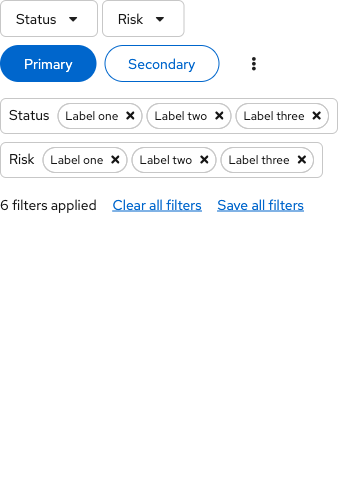 Status Risk
Primary Secondary
Status Label one Label two Label three
Risk Label one Label two Label three
6 filters applied Clear all filters Save all filters